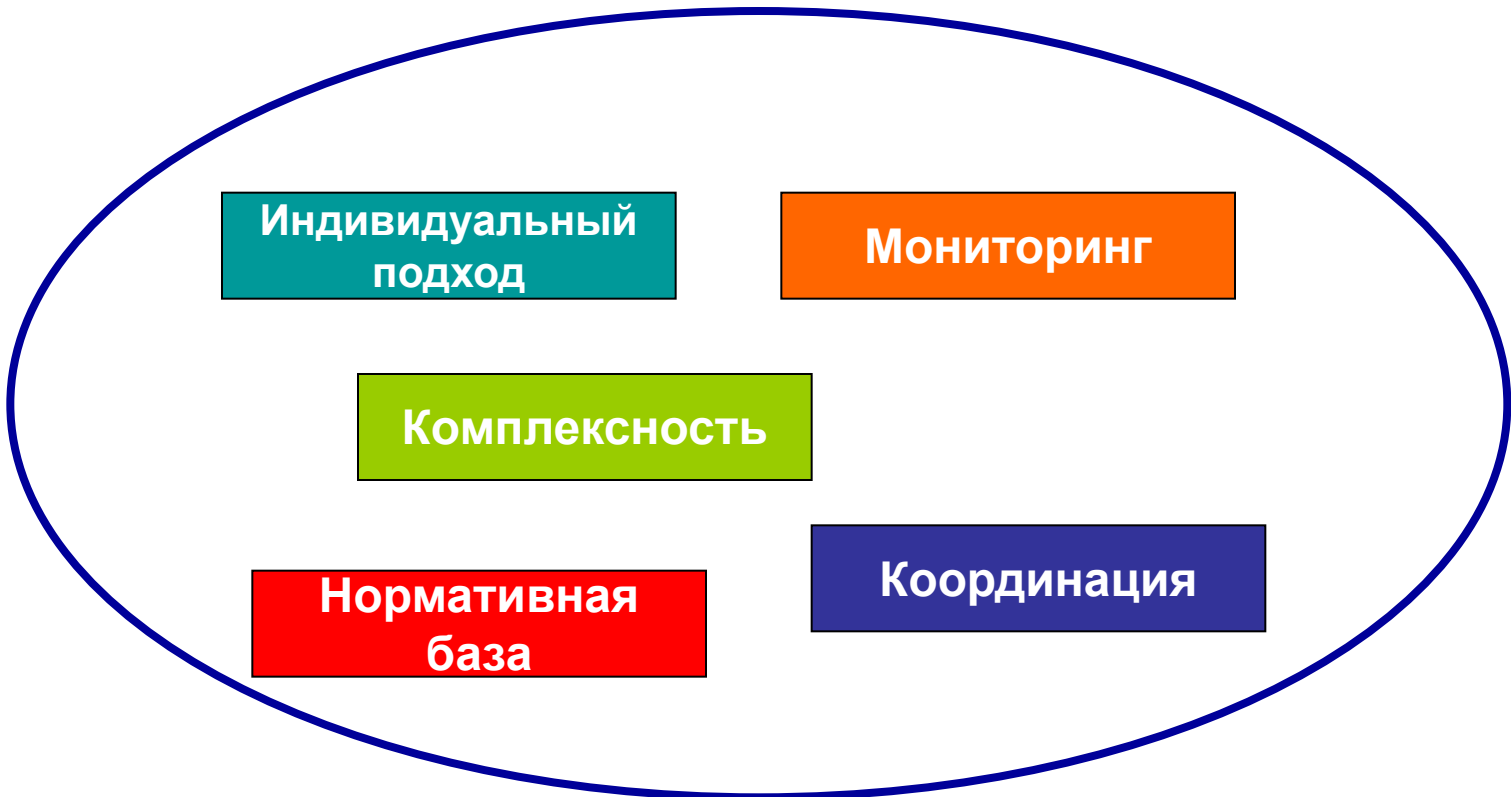 Индивидуальный
подход
Мониторинг
Комплексность
Координация
Нормативная
база